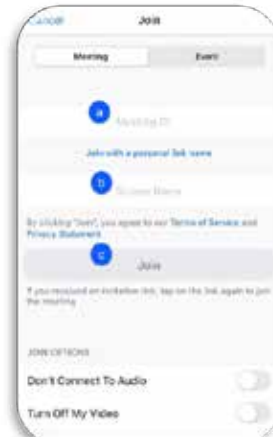 Cancel Join
Meeting Event
a
Meeting ID
Join with a personal link name
b
Screen Name
By clicking "Join", you agree to our Terms of Service and
Privacy Statement
c
Join
If you received an invitation link, tap on the link again to join
the meeting
JOIN OPTIONS
Don't Connect To Audio
Turn Off My Video